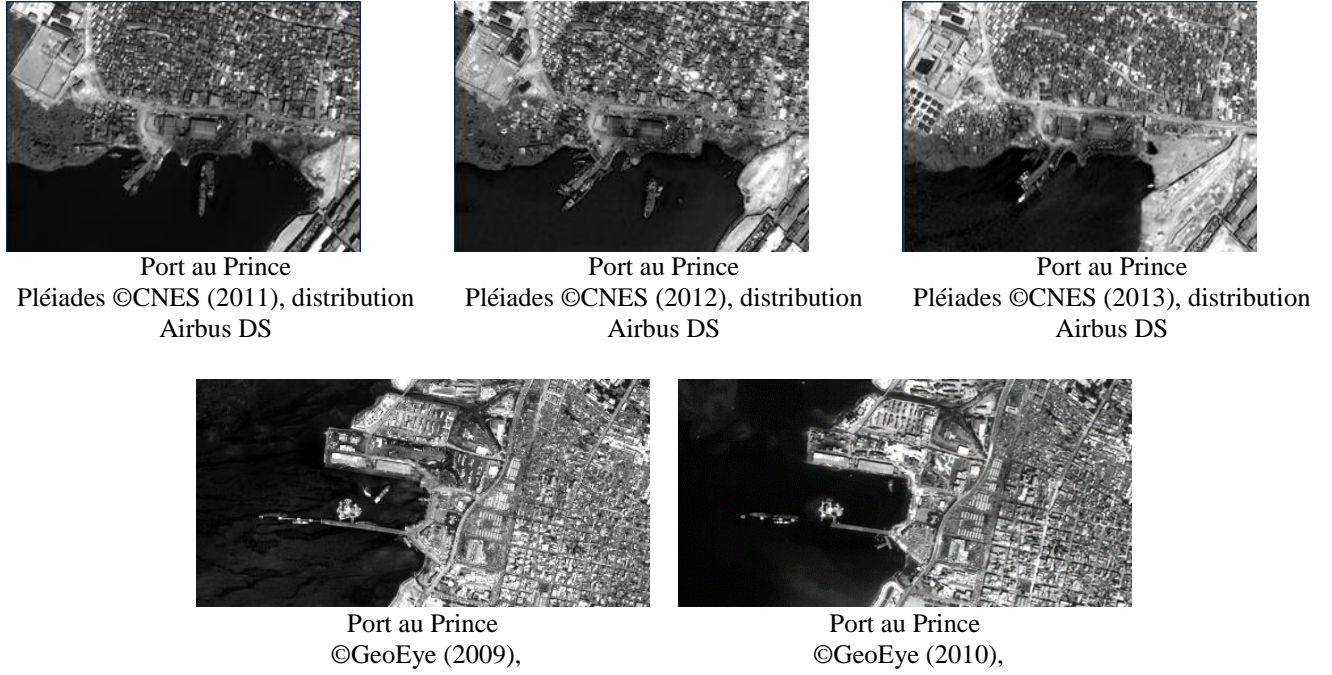 Port au Prince
Pléiades ©CNES (2011), distribution
Airbus DS
Port au Prince
Pléiades ©CNES (2012), distribution
Airbus DS
Port au Prince
Pléiades ©CNES (2013), distribution
Airbus DS
Port au Prince
©GeoEye (2009),
Port au Prince
©GeoEye (2010),